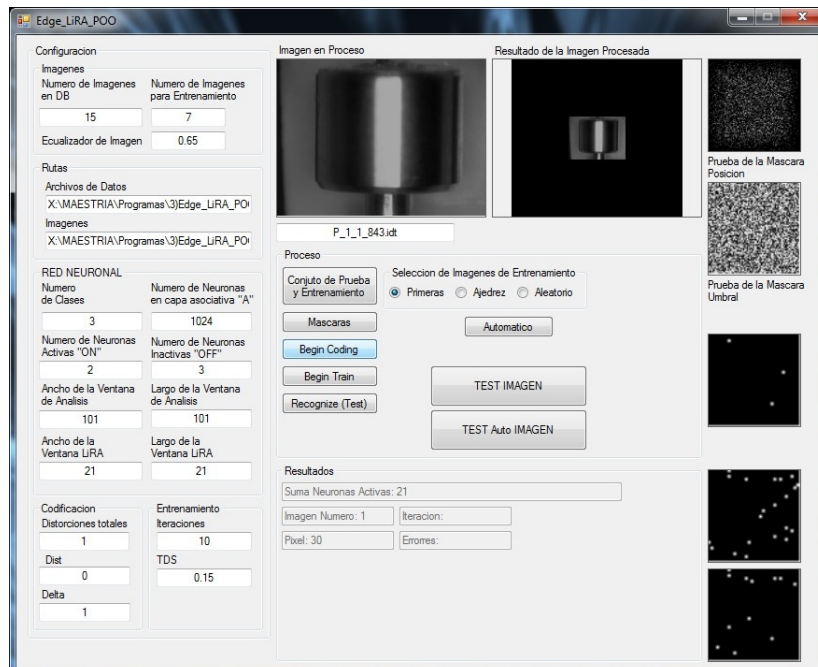 Edge_LiRA_POO
Configuracion
Imagenes
Numero de Imagenes
en DB
Numero de Imagenes
para Entrenamiento
15
7
Ecualizador de Imagen
0.65
Rutas
Archivos de Datos
X:\MAESTRIA\Programas\3)Edge_LiRA_PO
Imagenes
X:\MAESTRIA\Programas\3)Edge_LiRA_PO
RED NEURONAL
Numero
de Clases
Numero de Neuronas
en capa asociativa "A"
3
1024
Numero de Neuronas
Activas "ON"
Numero de Neuronas
Inactivas "OFF"
2
3
Ancho de la Ventana
de Analisis
Largo de la Ventana
de Analisis
101
101
Ancho de la
Ventana LiRA
Largo de la
Ventana LiRA
21
21
Codificacion
Distorciones totales
1
Dist
0
Delta
1
Entrenamiento
Iteraciones
10
TDS
0.15
Imagen en Proceso
Resultado de la Imagen Procesada
P_1_1_843.idt
Proceso
Conjuto de Prueba
y Entrenamiento
Seleccion de Imagenes de Entrenamiento
Primeras
Ajedrez
Aleatorio
Mascaras
Automatico
Begin Coding
Begin Train
Recognize (Test)
TEST IMAGEN
TEST Auto IMAGEN
Resultados
Suma Neuronas Activas: 21
Imagen Numero: 1
Iteracion:
Pixel: 30
Errorres:
Prueba de la Mascara
Posicion
Prueba de la Mascara
Umbral